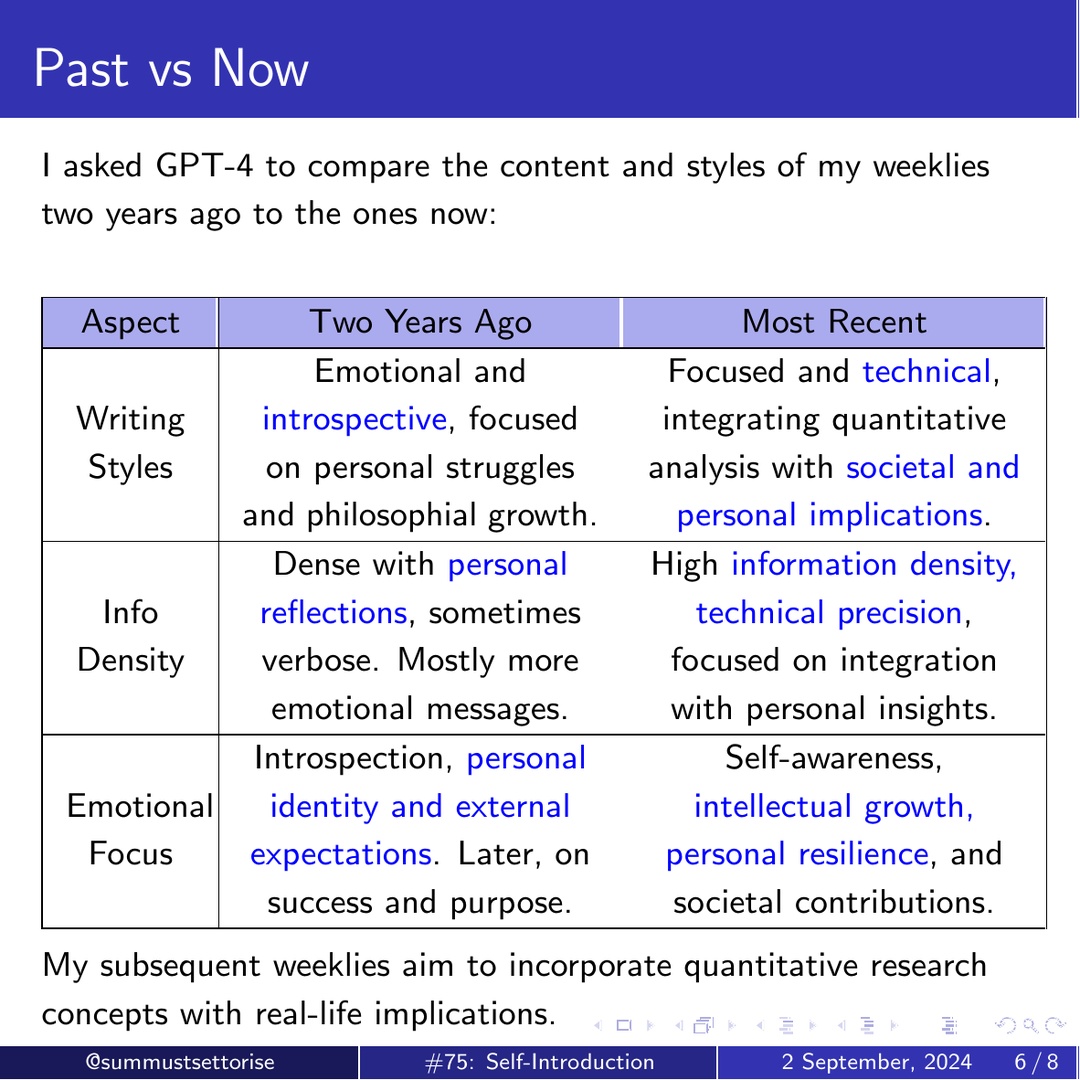 Past vs Now
I asked GPT-4 to compare the content and styles of my weeklies
two years ago to the ones now:
Aspect
Two Years Ago
Most Recent
Writing
Styles
Emotional and
introspective, focused
on personal struggles
and philosophial growth.
Focused and technical,
integrating quantitative
analysis with societal and
personal implications.
Info
Density
Dense with personal
reflections, sometimes
verbose. Mostly more
emotional messages.
High information density,
technical precision,
focused on integration
with personal insights.
Emotional
Focus
Introspection, personal
identity and external
expectations. Later, on
success and purpose.
Self-awareness,
intellectual growth,
personal resilience, and
societal contributions.
My subsequent weeklies aim to incorporate quantitative research
concepts with real-life implications.
@summustsettorise
#75: Self-Introduction
2 September, 2024
6 / 8